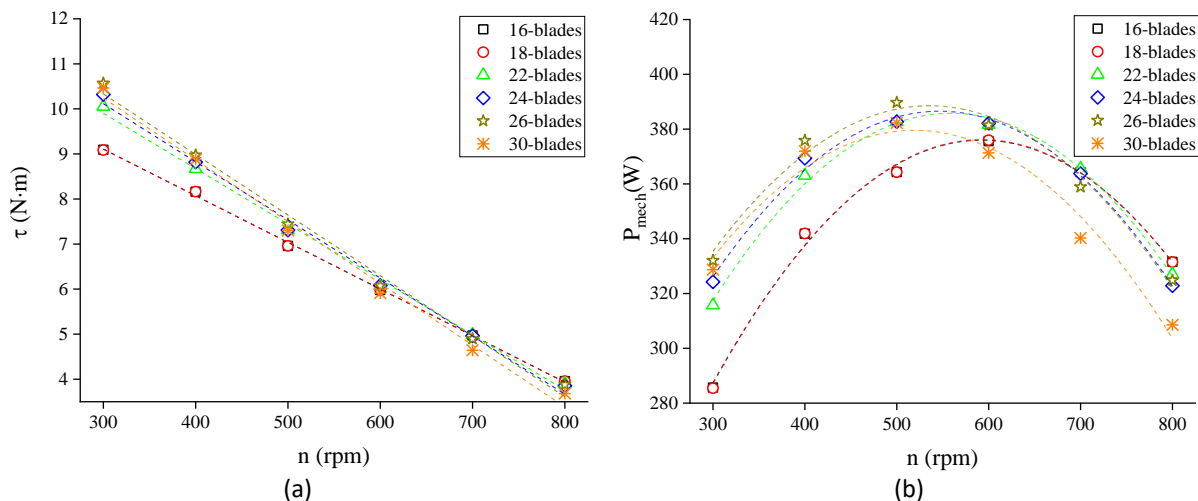 12
11
10
9
8
7
6
5
4
τ (N·m)
300 400 500 600 700 800
n (rpm)
16-blades
18-blades
22-blades
24-blades
26-blades
30-blades
(a)
420
400
380
360
340
320
300
280
P_mech(W)
300 400 500 600 700 800
n (rpm)
16-blades
18-blades
22-blades
24-blades
26-blades
30-blades
(b)